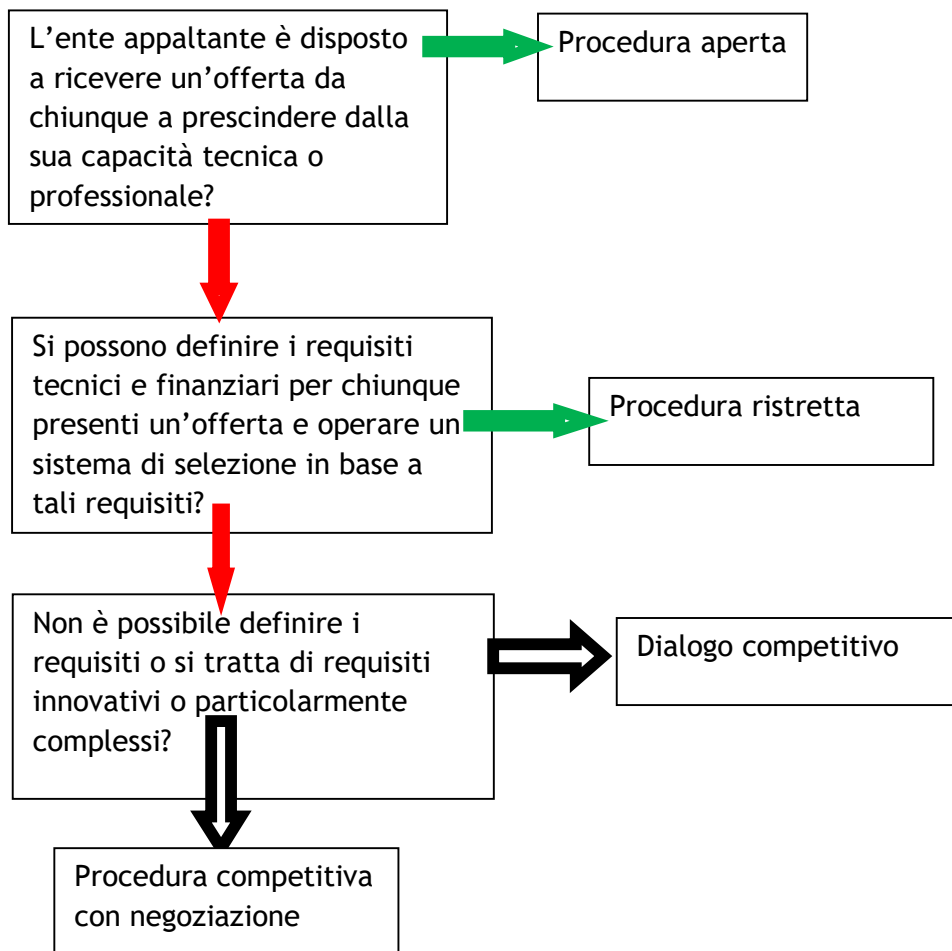 L’ente appaltante è disposto
a ricevere un’offerta da
chiunque a prescindere dalla
sua capacità tecnica o
professionale?
Procedura aperta
Si possono definire i requisiti
tecnici e finanziari per chiunque
presenti un’offerta e operare un
sistema di selezione in base a
tali requisiti?
Procedura ristretta
Non è possibile definire i
requisiti o si tratta di requisiti
innovativi o particolarmente
complessi?
Dialogo competitivo
Procedura competitiva
con negoziazione